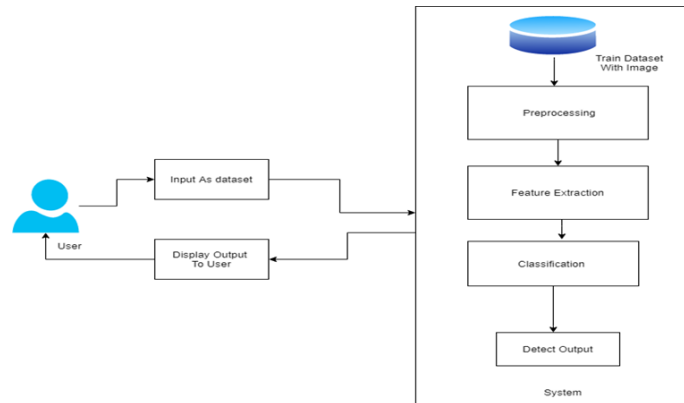 Train Dataset
With Image
Preprocessing
Input As dataset
Feature Extraction
User
Display Output
To User
Classification
Detect Output
System